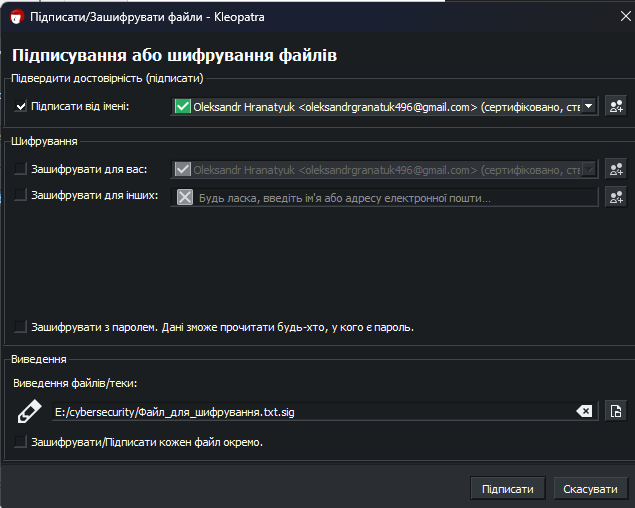 Підписати/Зашифрувати файли - Kleopatra
Підписування або шифрування файлів
Підвердити достовірність (підписати)
Підписати від імені:
Oleksandr Hranatyuk <oleksandrgranatuk496@gmail.com> (сертифіковано, ств
Шифрування
Зашифрувати для вас:
Oleksandr Hranatyuk <oleksandrgranatuk496@gmail.com> (сертифіковано, ств
Зашифрувати для інших:
Будь ласка, введіть ім'я або адресу електронної пошти...
Зашифрувати з паролем. Дані зможе прочитати будь-хто, у кого є пароль.
Виведення
Виведення файлів/теки:
E:/cybersecurity/Файл_для_шифрування.txt.sig
Зашифрувати/Підписати кожен файл окремо.
Підписати
Скасувати